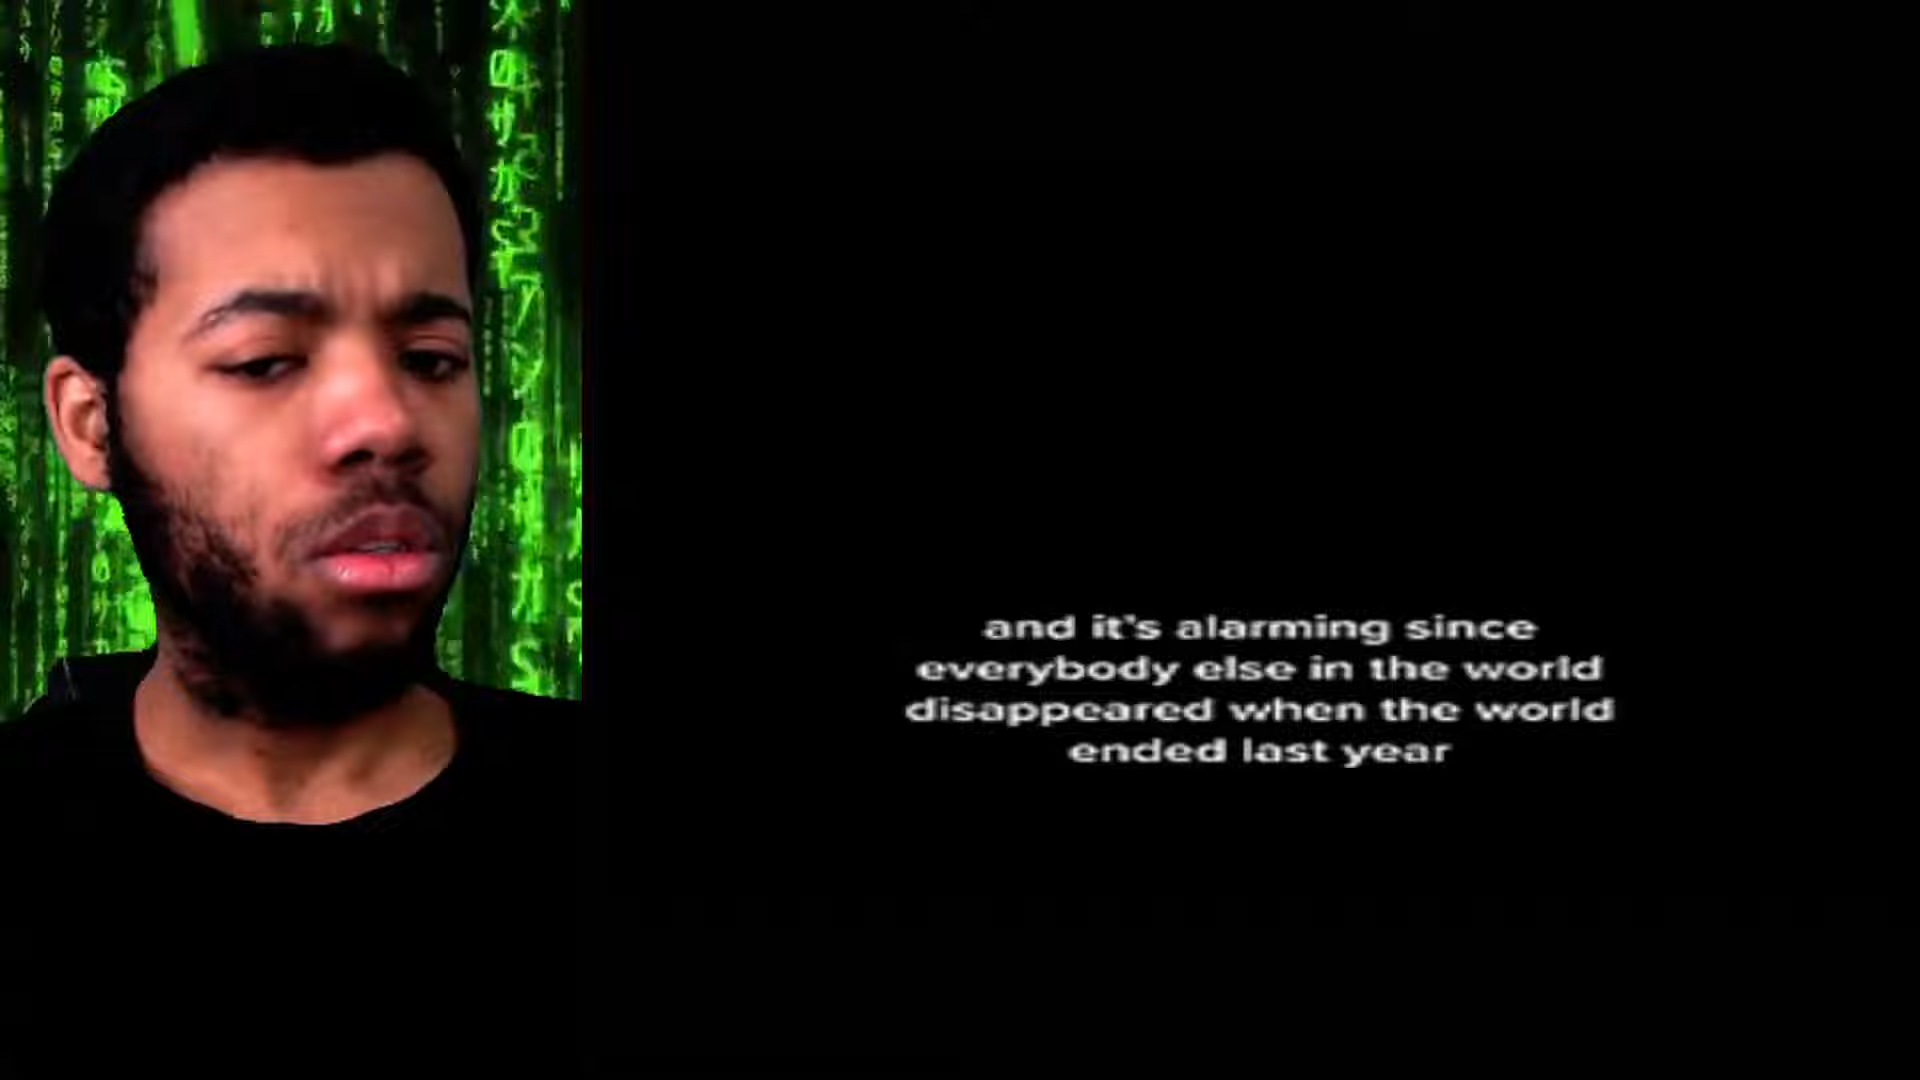 and it's alarming since
everybody else in the world
disappeared when the world
ended last year